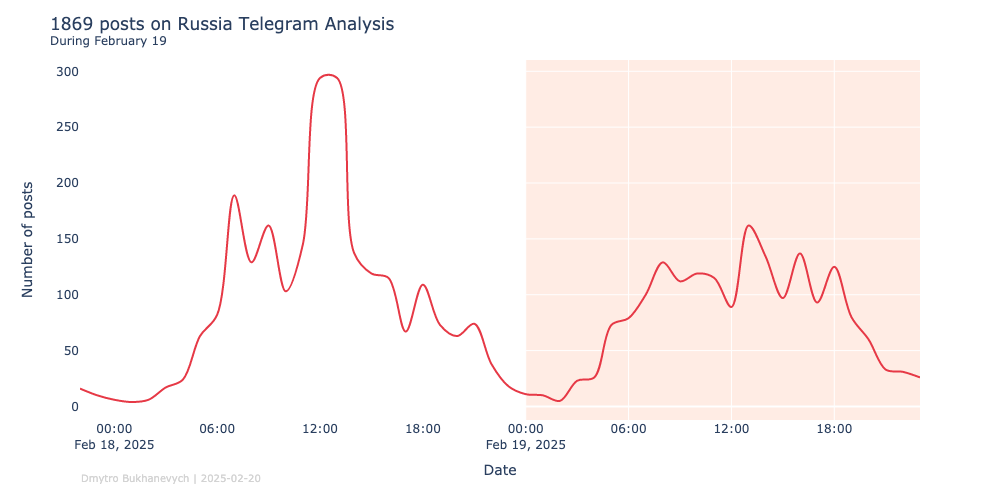 1869 posts on Russia Telegram Analysis
During February 19
300
250
200
150
100
50
0
Number of posts
00:00 06:00 12:00 18:00 00:00 06:00 12:00 18:00
Feb 18, 2025 Feb 19, 2025
Date
Dmytro Bukhanevych | 2025-02-20